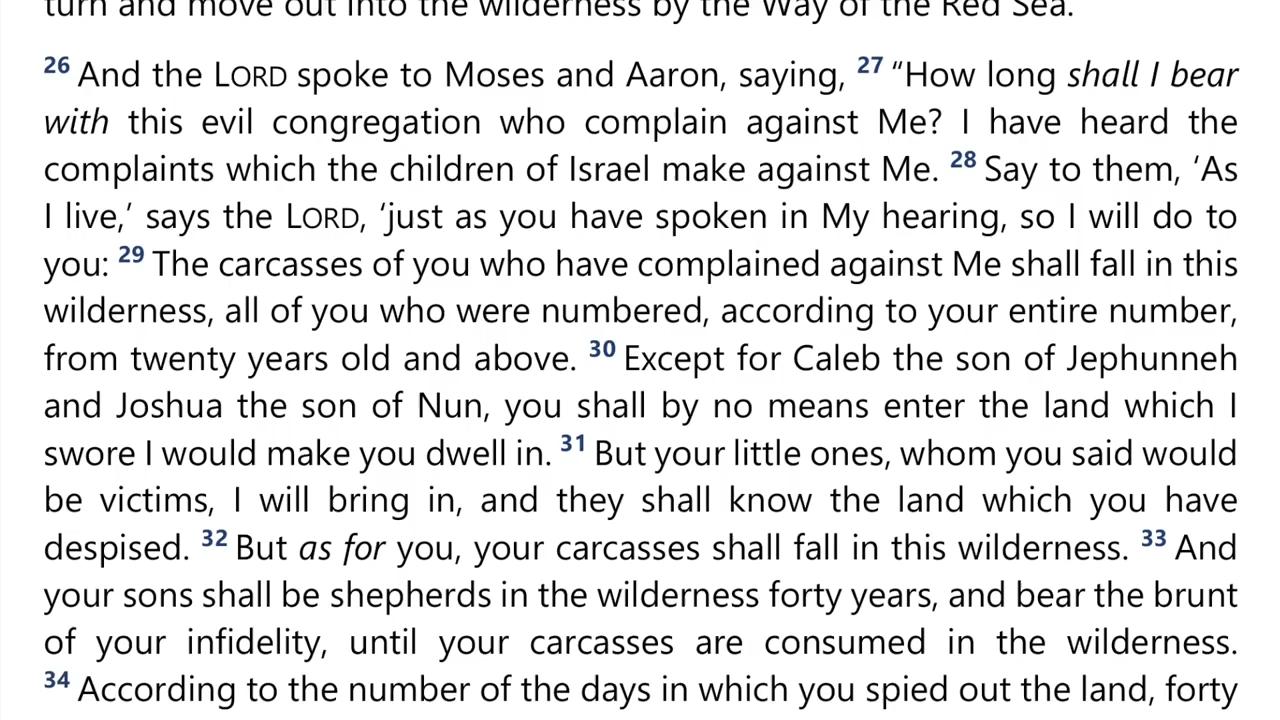 turn and move out into the wilderness by the Way of the Red Sea.
26 And the LORD spoke to Moses and Aaron, saying, 27 “How long shall I bear
with this evil congregation who complain against Me? I have heard the
complaints which the children of Israel make against Me. 28 Say to them, ‘As
I live,’ says the LORD, ‘just as you have spoken in My hearing, so I will do to
you: 29 The carcasses of you who have complained against Me shall fall in this
wilderness, all of you who were numbered, according to your entire number,
from twenty years old and above. 30 Except for Caleb the son of Jephunneh
and Joshua the son of Nun, you shall by no means enter the land which I
swore I would make you dwell in. 31 But your little ones, whom you said would
be victims, I will bring in, and they shall know the land which you have
despised. 32 But as for you, your carcasses shall fall in this wilderness. 33 And
your sons shall be shepherds in the wilderness forty years, and bear the brunt
of your infidelity, until your carcasses are consumed in the wilderness.
34 According to the number of the days in which you spied out the land, forty